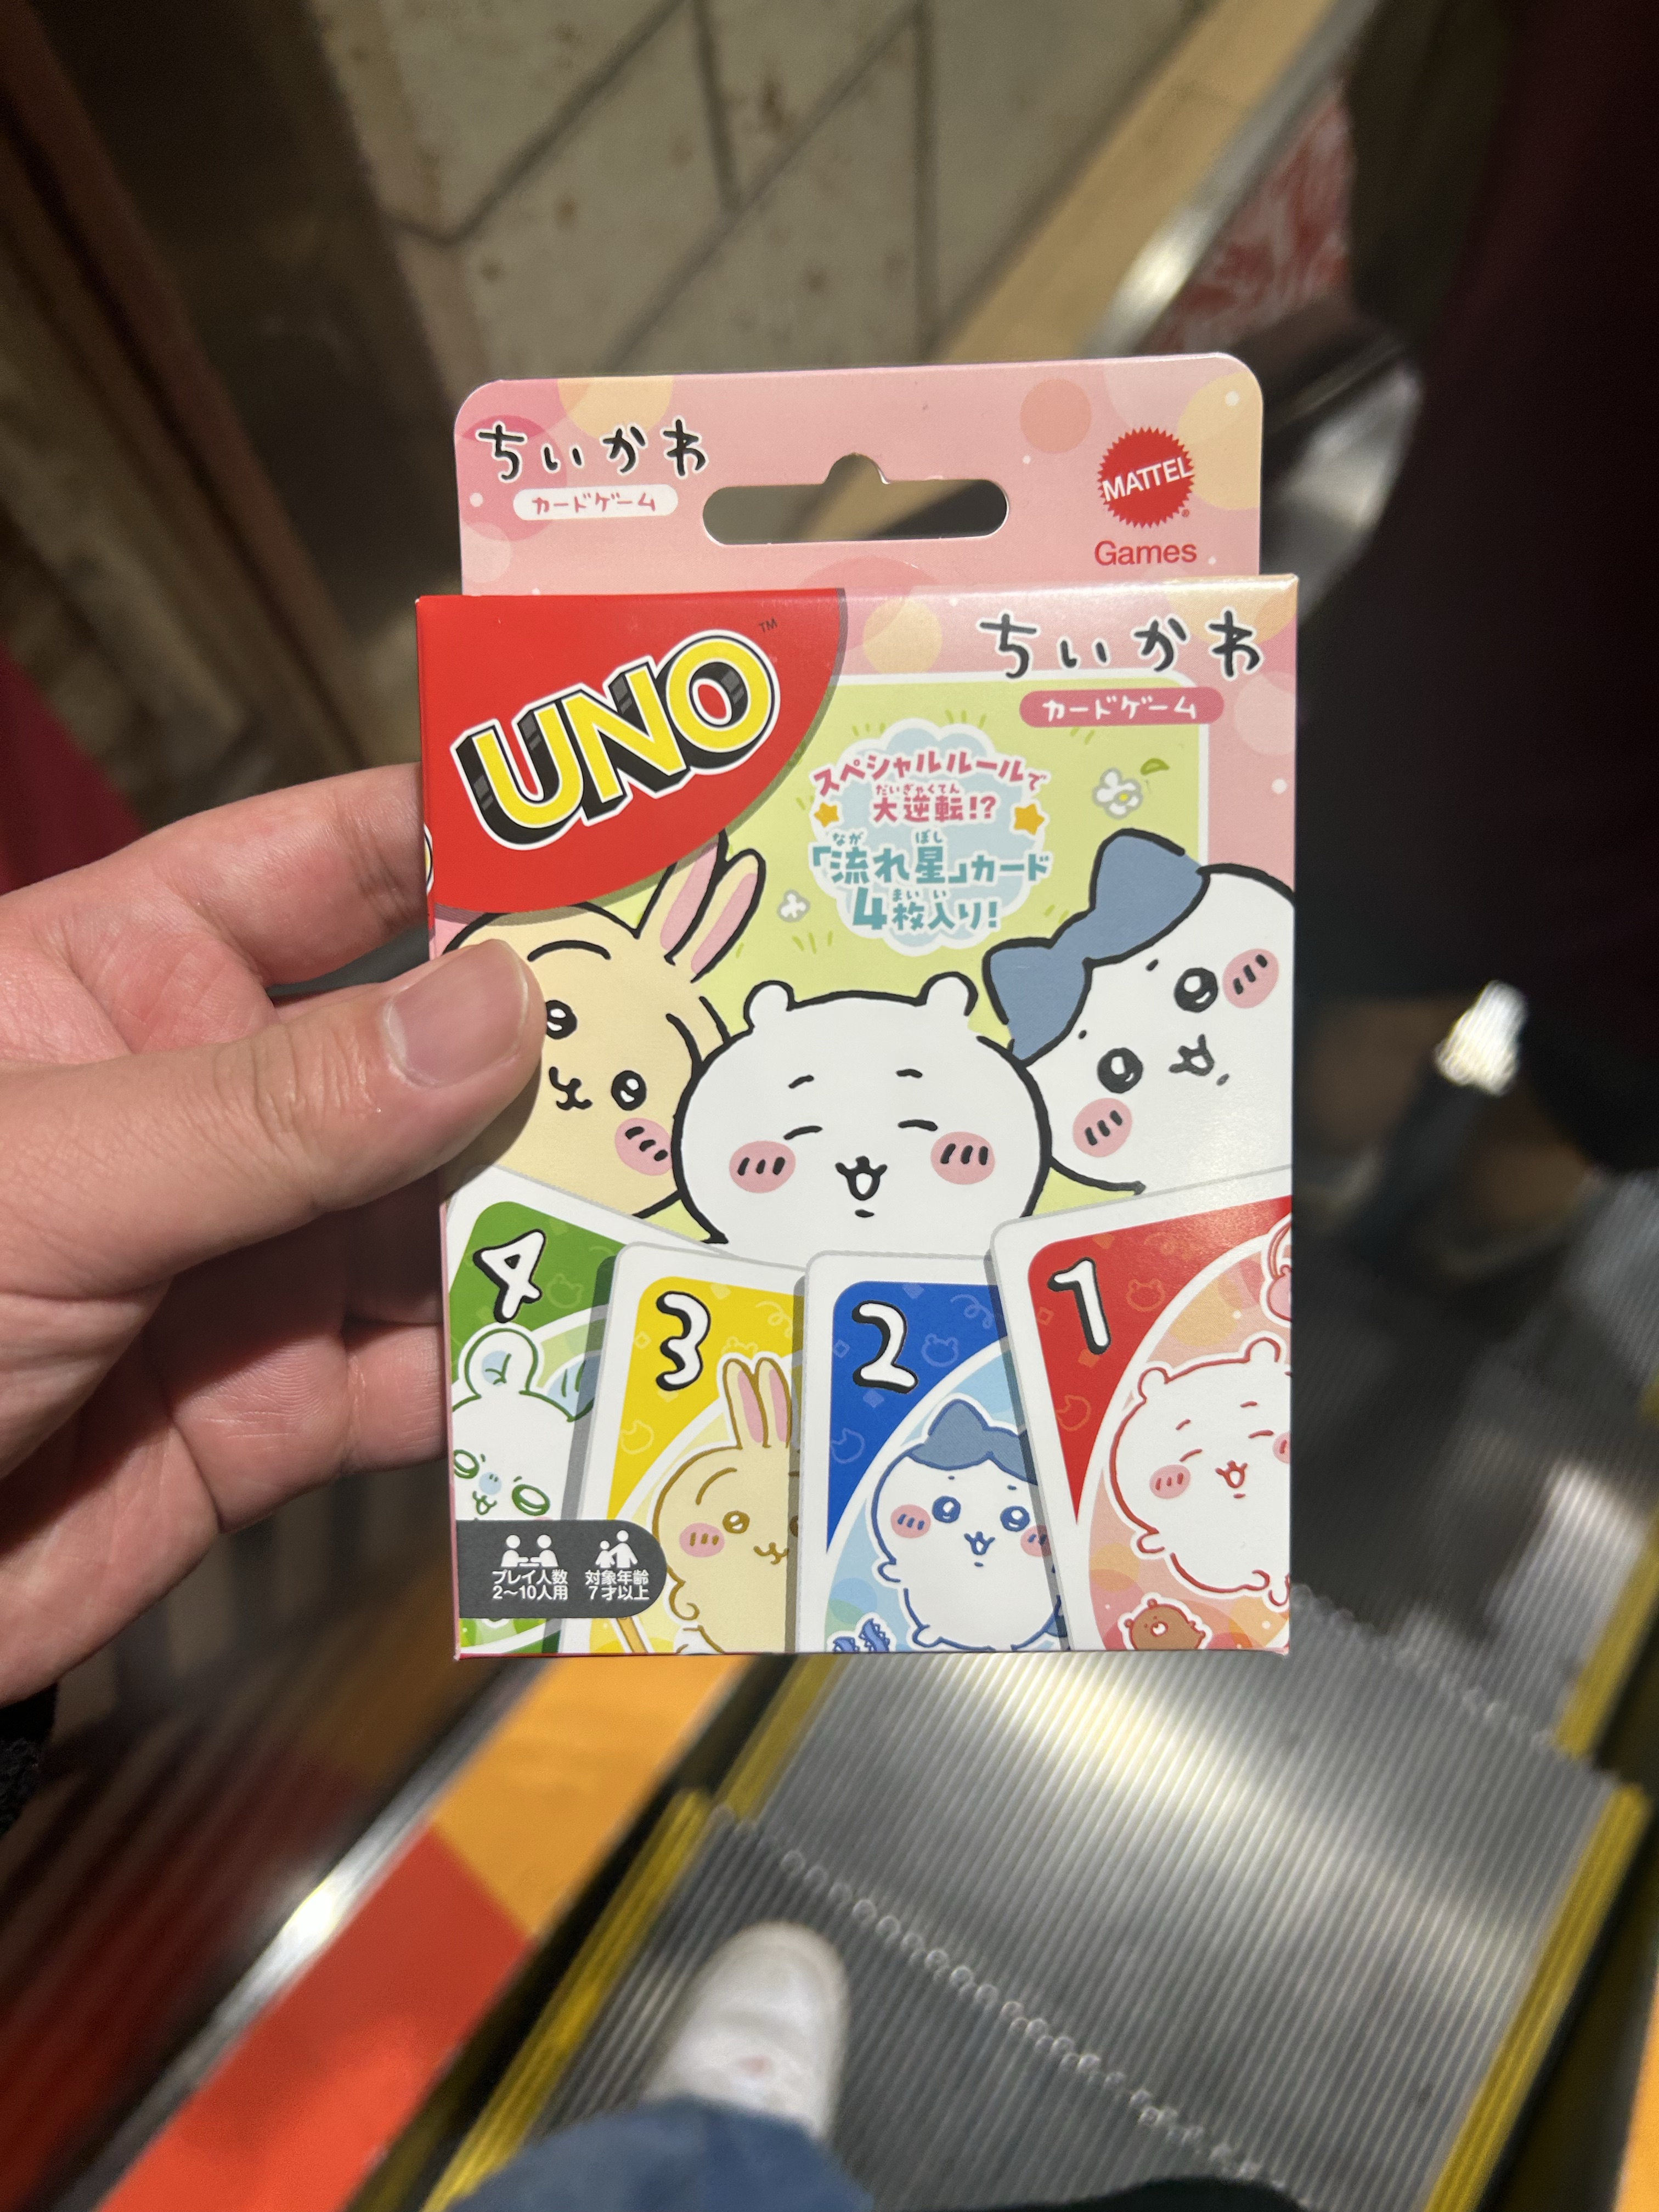 ちいかわ
カードゲーム
MATTEL
Games
UNO™
ちいかわ
カードゲーム
スペシャルルールで
だいぎゃくてん
大逆転!?
なが ぼし
「流れ星」カード
まい い
4枚入り!
4
3
2
1
プレイ人数
2〜10人用
対象年齢
7才以上